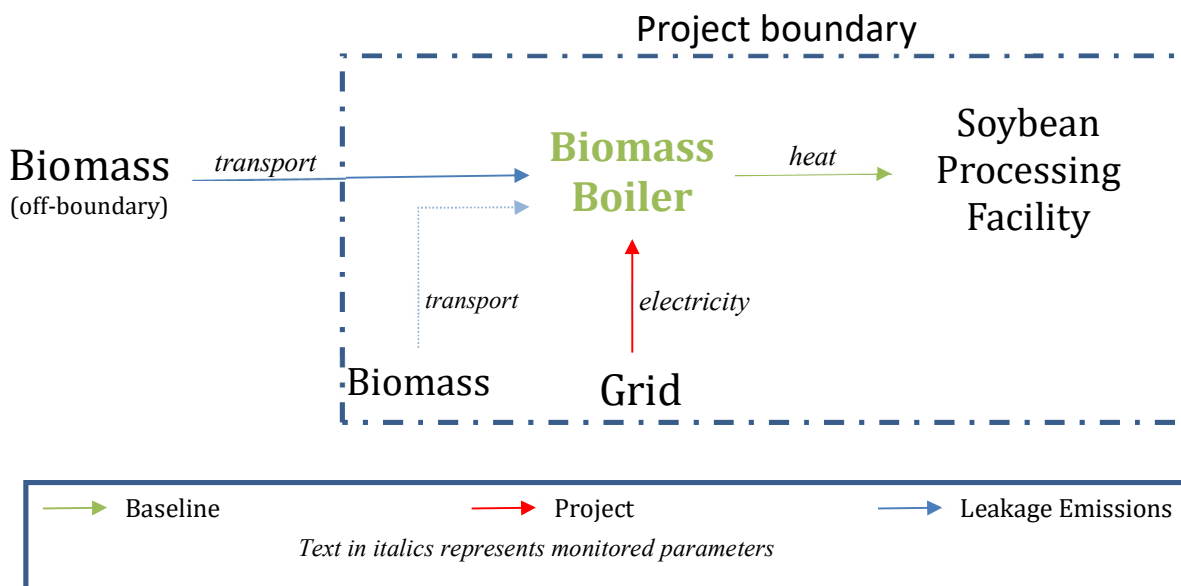 Project boundary
Biomass
(off-boundary)
transport
Biomass
Boiler
heat
Soybean
Processing
Facility
transport
electricity
Biomass
Grid
Baseline
Project
Leakage Emissions
Text in italics represents monitored parameters